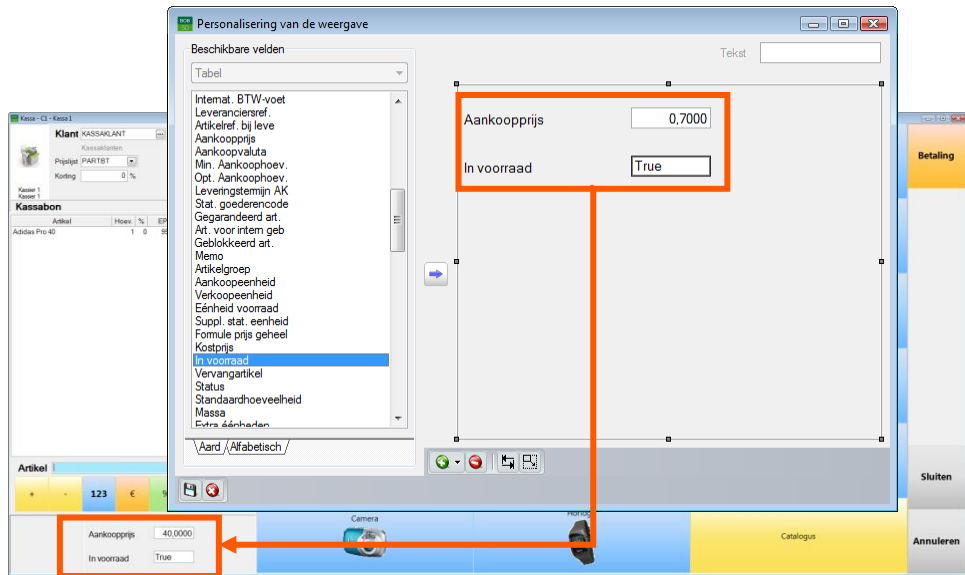 BOB 50 Personalisering van de weergave
Beschikbare velden
Tekst
Tabel
Internat. BTW-voet
Leveranciersref.
Artikelref. bij leve
Aankoopprijs
Aankoopvaluta
Min. Aankoophoev.
Opt. Aankoophoev.
Leveringstermijn AK
Stat. goederencode
Gegarandeerd art.
Art. voor intern geb
Geblokkeerd art.
Memo
Artikelgroep
Aankoopeenheid
Verkoopeenheid
Eénheid voorraad
Suppl. stat. eenheid
Formule prijs geheel
Kostprijs
In voorraad
Vervangartikel
Status
Standaardhoeveelheid
Massa
Extra éénheden
Aard
Alfabetisch
Aankoopprijs 0,7000
In voorraad True
Kassa - C1 - Kassa 1
Klant KASSAKLANT
Kassaklanten
Prijslijst PARTBT
Korting 0 %
Kassier 1
Kassier 1
Kassabon
Artikel Hoev. % EP
Adidas Pro 40 1 0
Artikel
+ - 123 €
Aankoopprijs 40,0000
In voorraad True
Camera
Catalogus
Betaling
Sluiten
Annuleren